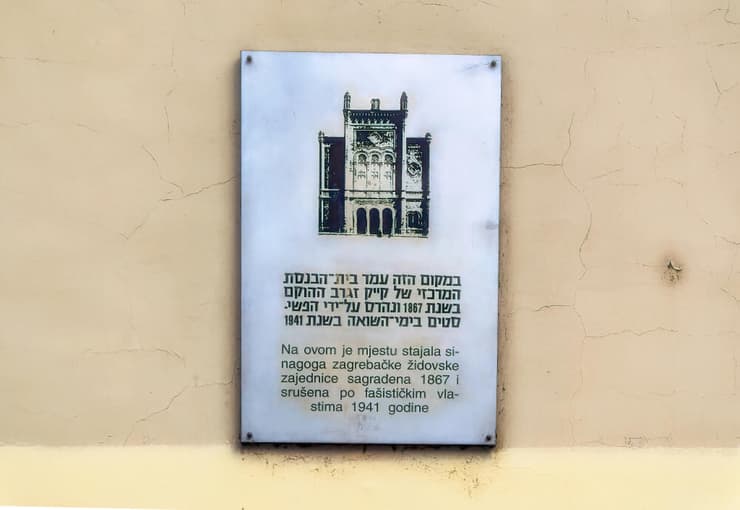 במקום הזה עמד בית־הכנסת
המרכזי של קייק זגרב ההוקם
בשנת 1867 ונהרס על־ידי הפשי.
סטים בימי־השואה בשנת 1941
Na ovom je mjestu stajala si-
nagoga zagrebačke židovske
zajednice sagrađena 1867 i
srušena po fašističkim vla-
stima 1941 godine